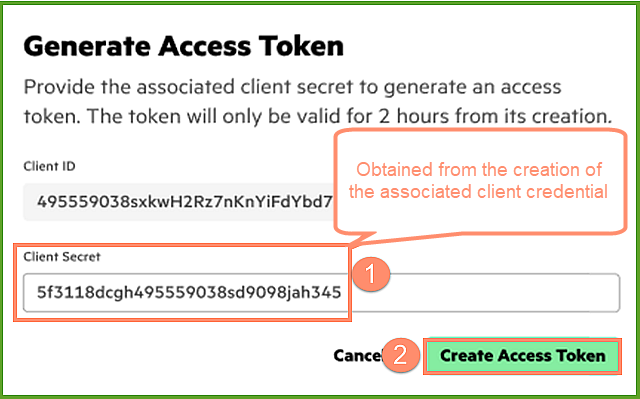 Generate Access Token
Provide the associated client secret to generate an access
token. The token will only be valid for 2 hours from its creation.
Obtained from the creation of
the associated client credential
Client ID
495559038sxkwH2Rz7nKnYiFdYbd7
Client Secret
1
5f3118dcgh495559038sd9098jah345
Cancel 2 Create Access Token